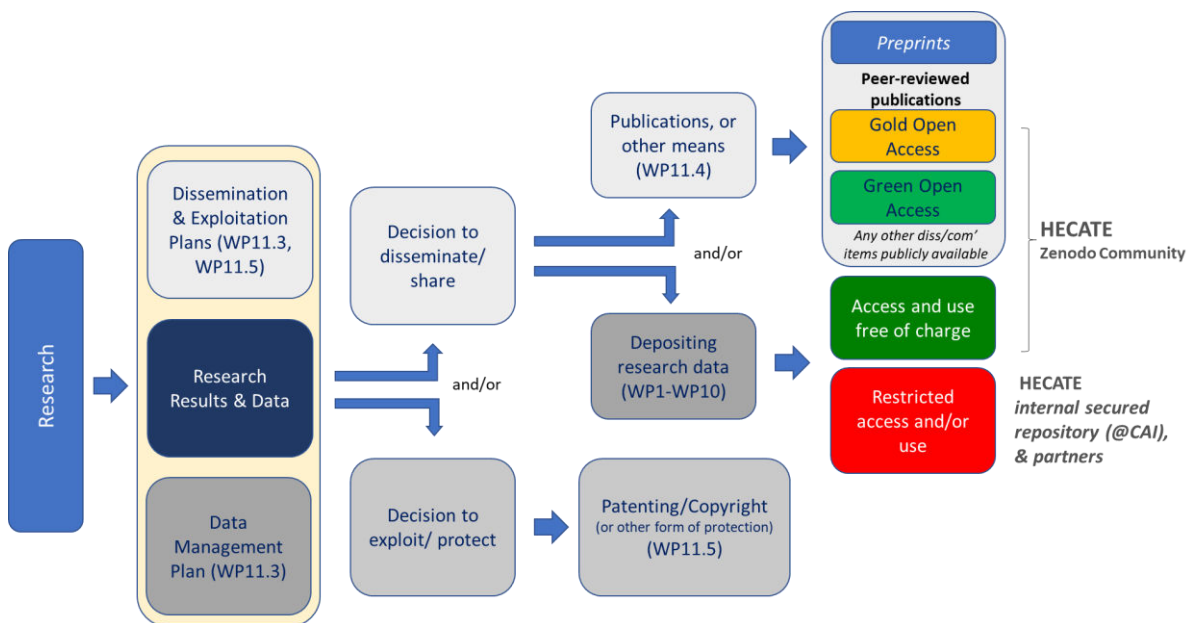 Research
Dissemination
& Exploitation
Plans (WP11.3,
WP11.5)
Research
Results & Data
Data
Management
Plan (WP11.3)
and/or
Decision to
disseminate/
share
Decision to
exploit/ protect
and/or
Publications, or
other means
(WP11.4)
Depositing
research data
(WP1-WP10)
Patenting/Copyright
(or other form of protection)
(WP11.5)
Preprints
Peer-reviewed
publications
Gold Open
Access
Green Open
Access
Any other diss/com’
items publicly available
Access and use
free of charge
Restricted
access and/or
use
HECATE
Zenodo Community
HECATE
internal secured
repository (@CAI),
& partners